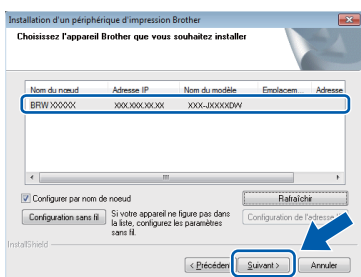 Installation d'un périphérique d'impression Brother
Choisissez l'appareil Brother que vous souhaitez installer
Nom du nœud Adresse IP Nom du modèle Emplacem... Adresse
BRW XXXXX XXX.XXX.XX.XX XXX-JXXXXDW
Configurer par nom de noeud
Rafraîchir
Configuration sans fil
Si votre appareil ne figure pas dans
la liste, configurez les paramètres
sans fil.
Configuration de l'adresse
InstallShield
< Précédent Suivant > Annuler